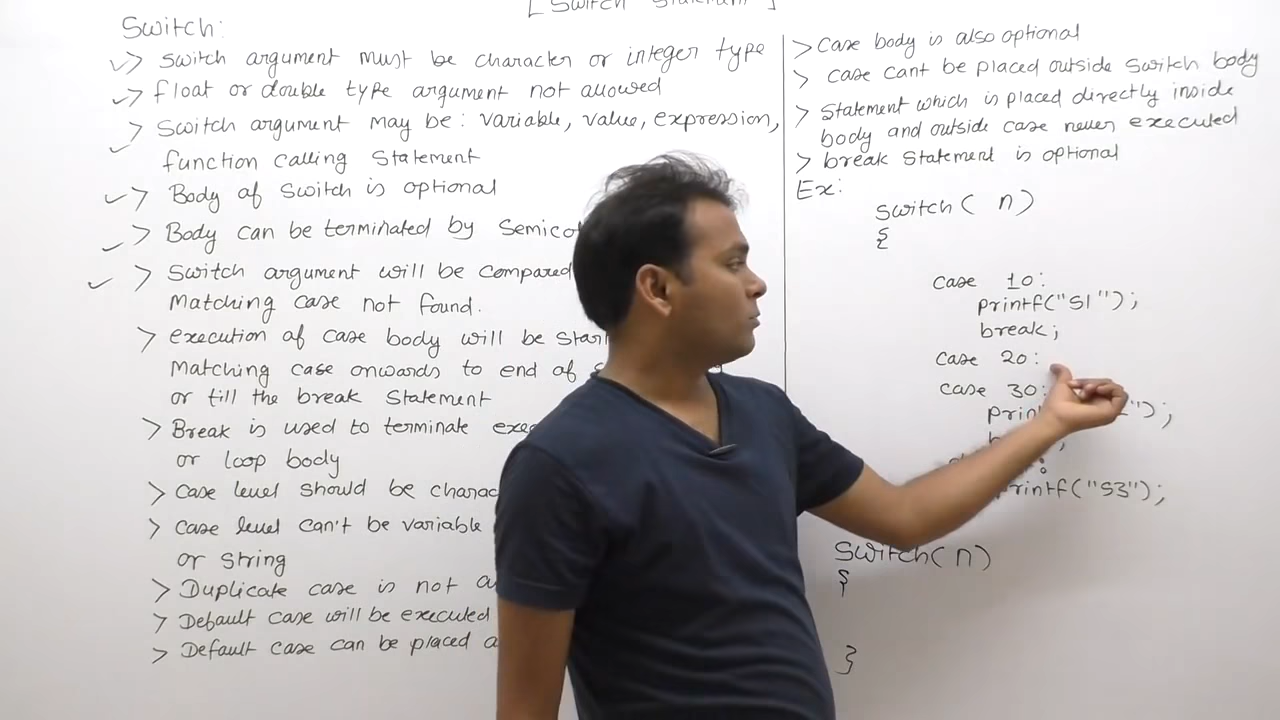 [ Switch Statement ]
Switch:
> Switch argument must be character or integer type
> float or double type argument not allowed
> Switch argument may be: variable, value, expression,
function calling Statement
> Body of Switch is optional
> Body can be terminated by
> Switch argument will be compared
Matching case not found.
> execution of case body will be
Matching case onwards to end of
or till the break Statement
> Break is used to terminate
or loop body
> Case level should be
> Case level can't be variable
or string
> Duplicate case is not
> Default case will be executed
> Default case can be placed
> Case body is also optional
> case cant be placed outside Switch body
> Statement which is placed directly inside
body and outside case never executed
> break Statement is optional
Ex:
Switch( n)
{
case 10:
printf("S1");
break;
case 20:
case 30:
");
:
printf("S3");
Switch(n)
{
}